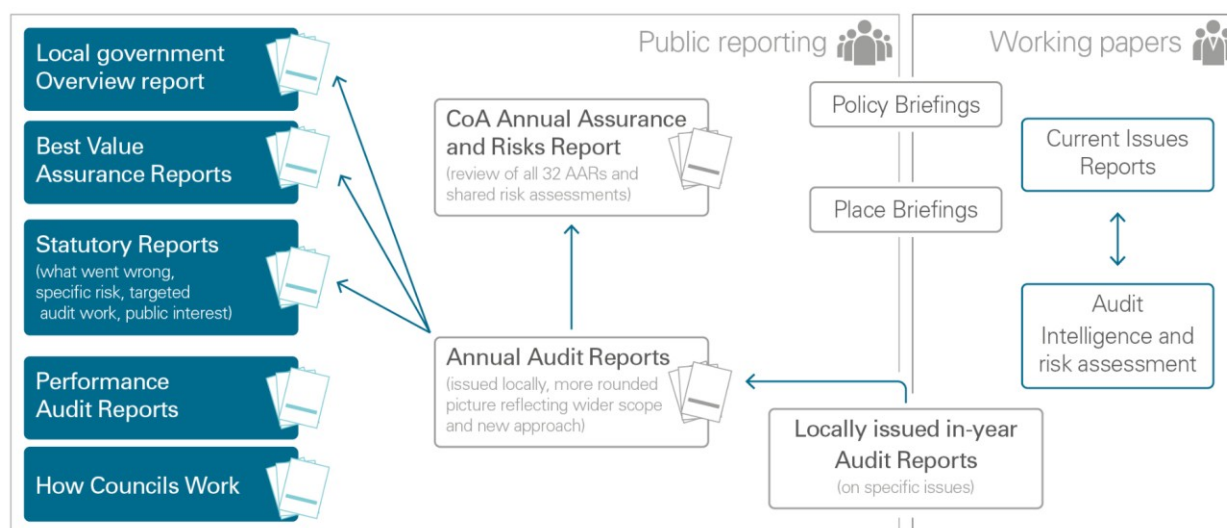 Public reporting
Working papers
Local government
Overview report
Best Value
Assurance Reports
Statutory Reports
(what went wrong,
specific risk, targeted
audit work, public interest)
Performance
Audit Reports
How Councils Work
CoA Annual Assurance
and Risks Report
(review of all 32 AARs and
shared risk assessments)
Annual Audit Reports
(issued locally, more rounded
picture reflecting wider scope
and new approach)
Policy Briefings
Place Briefings
Locally issued in-year
Audit Reports
(on specific issues)
Current Issues
Reports
Audit
Intelligence and
risk assessment